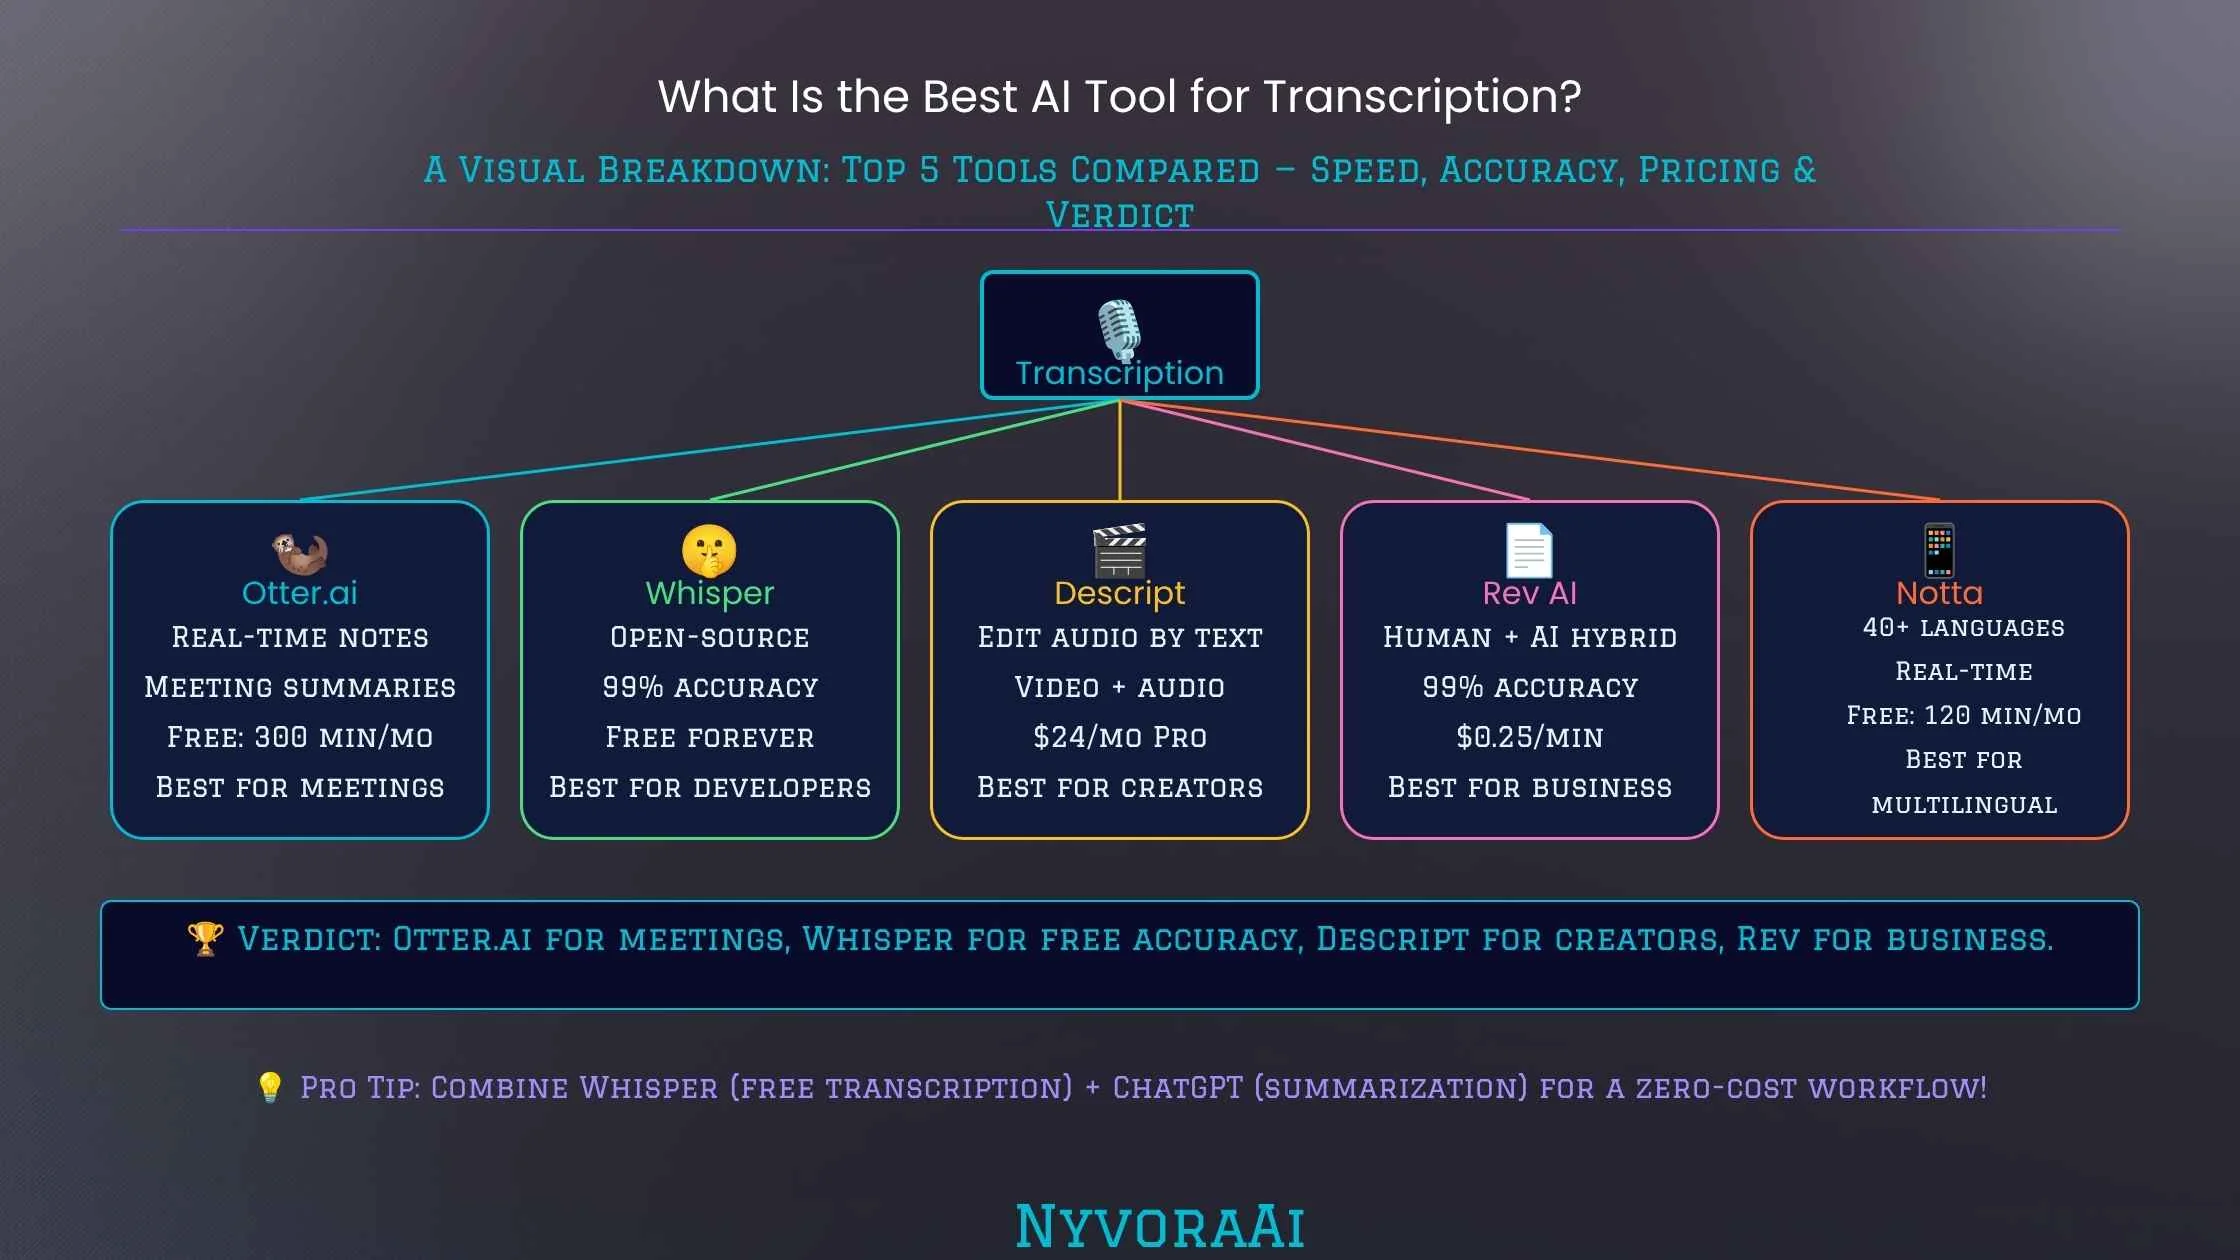 What Is the Best AI Tool for Transcription?
A Visual Breakdown: Top 5 Tools Compared – Speed, Accuracy, Pricing &
Verdict
Transcription
Otter.ai
Real-time notes
Meeting summaries
Free: 300 min/mo
Best for meetings
Whisper
Open-source
99% accuracy
Free forever
Best for developers
Descript
Edit audio by text
Video + audio
$24/mo Pro
Best for creators
Rev AI
Human + AI hybrid
99% accuracy
$0.25/min
Best for business
Notta
40+ languages
Real-time
Free: 120 min/mo
Best for
multilingual
🏆 Verdict: Otter.ai for meetings, Whisper for free accuracy, Descript for creators, Rev for business.
💡 Pro Tip: Combine Whisper (free transcription) + ChatGPT (summarization) for a zero-cost workflow!
NyvoraAi